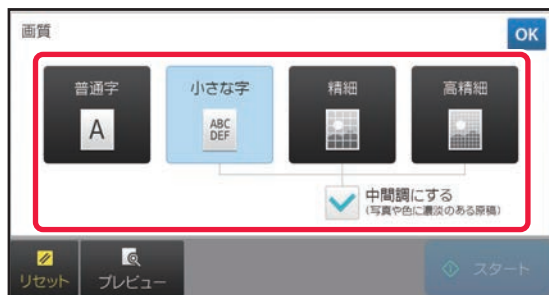 画質
OK
普通字
小さな字
精細
高精細
A
ABC
DEF
中間調にする
(写真や色に濃淡のある原稿)
リセット
プレビュー
スタート